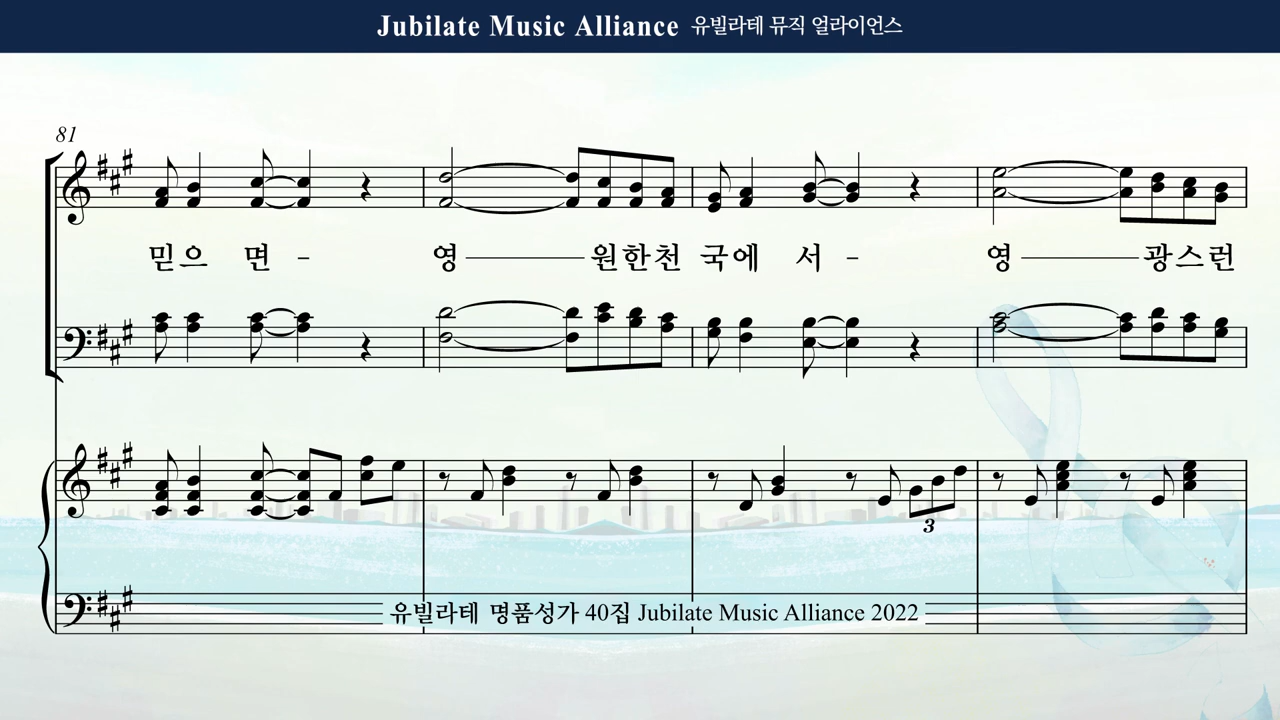 Jubilate Music Alliance 유빌라테 뮤직 얼라이언스
81
믿으 면 - 영 원한천 국에 서 - 영 광스런
3
유빌라테 명품성가 40집 Jubilate Music Alliance 2022